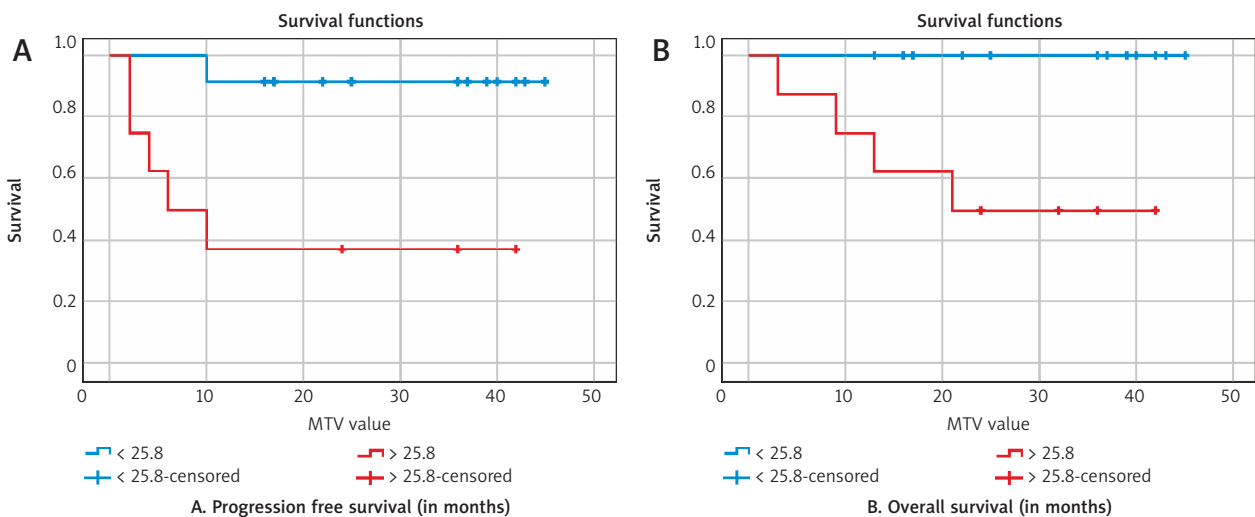 A
Survival functions
Survival
1.0
0.8
0.6
0.4
0.2
0
0 10 20 30 40 50
MTV value
< 25.8 > 25.8
< 25.8-censored > 25.8-censored
A. Progression free survival (in months)
B
Survival functions
Survival
1.0
0.8
0.6
0.4
0.2
0
0 10 20 30 40 50
MTV value
< 25.8 > 25.8
< 25.8-censored > 25.8-censored
B. Overall survival (in months)